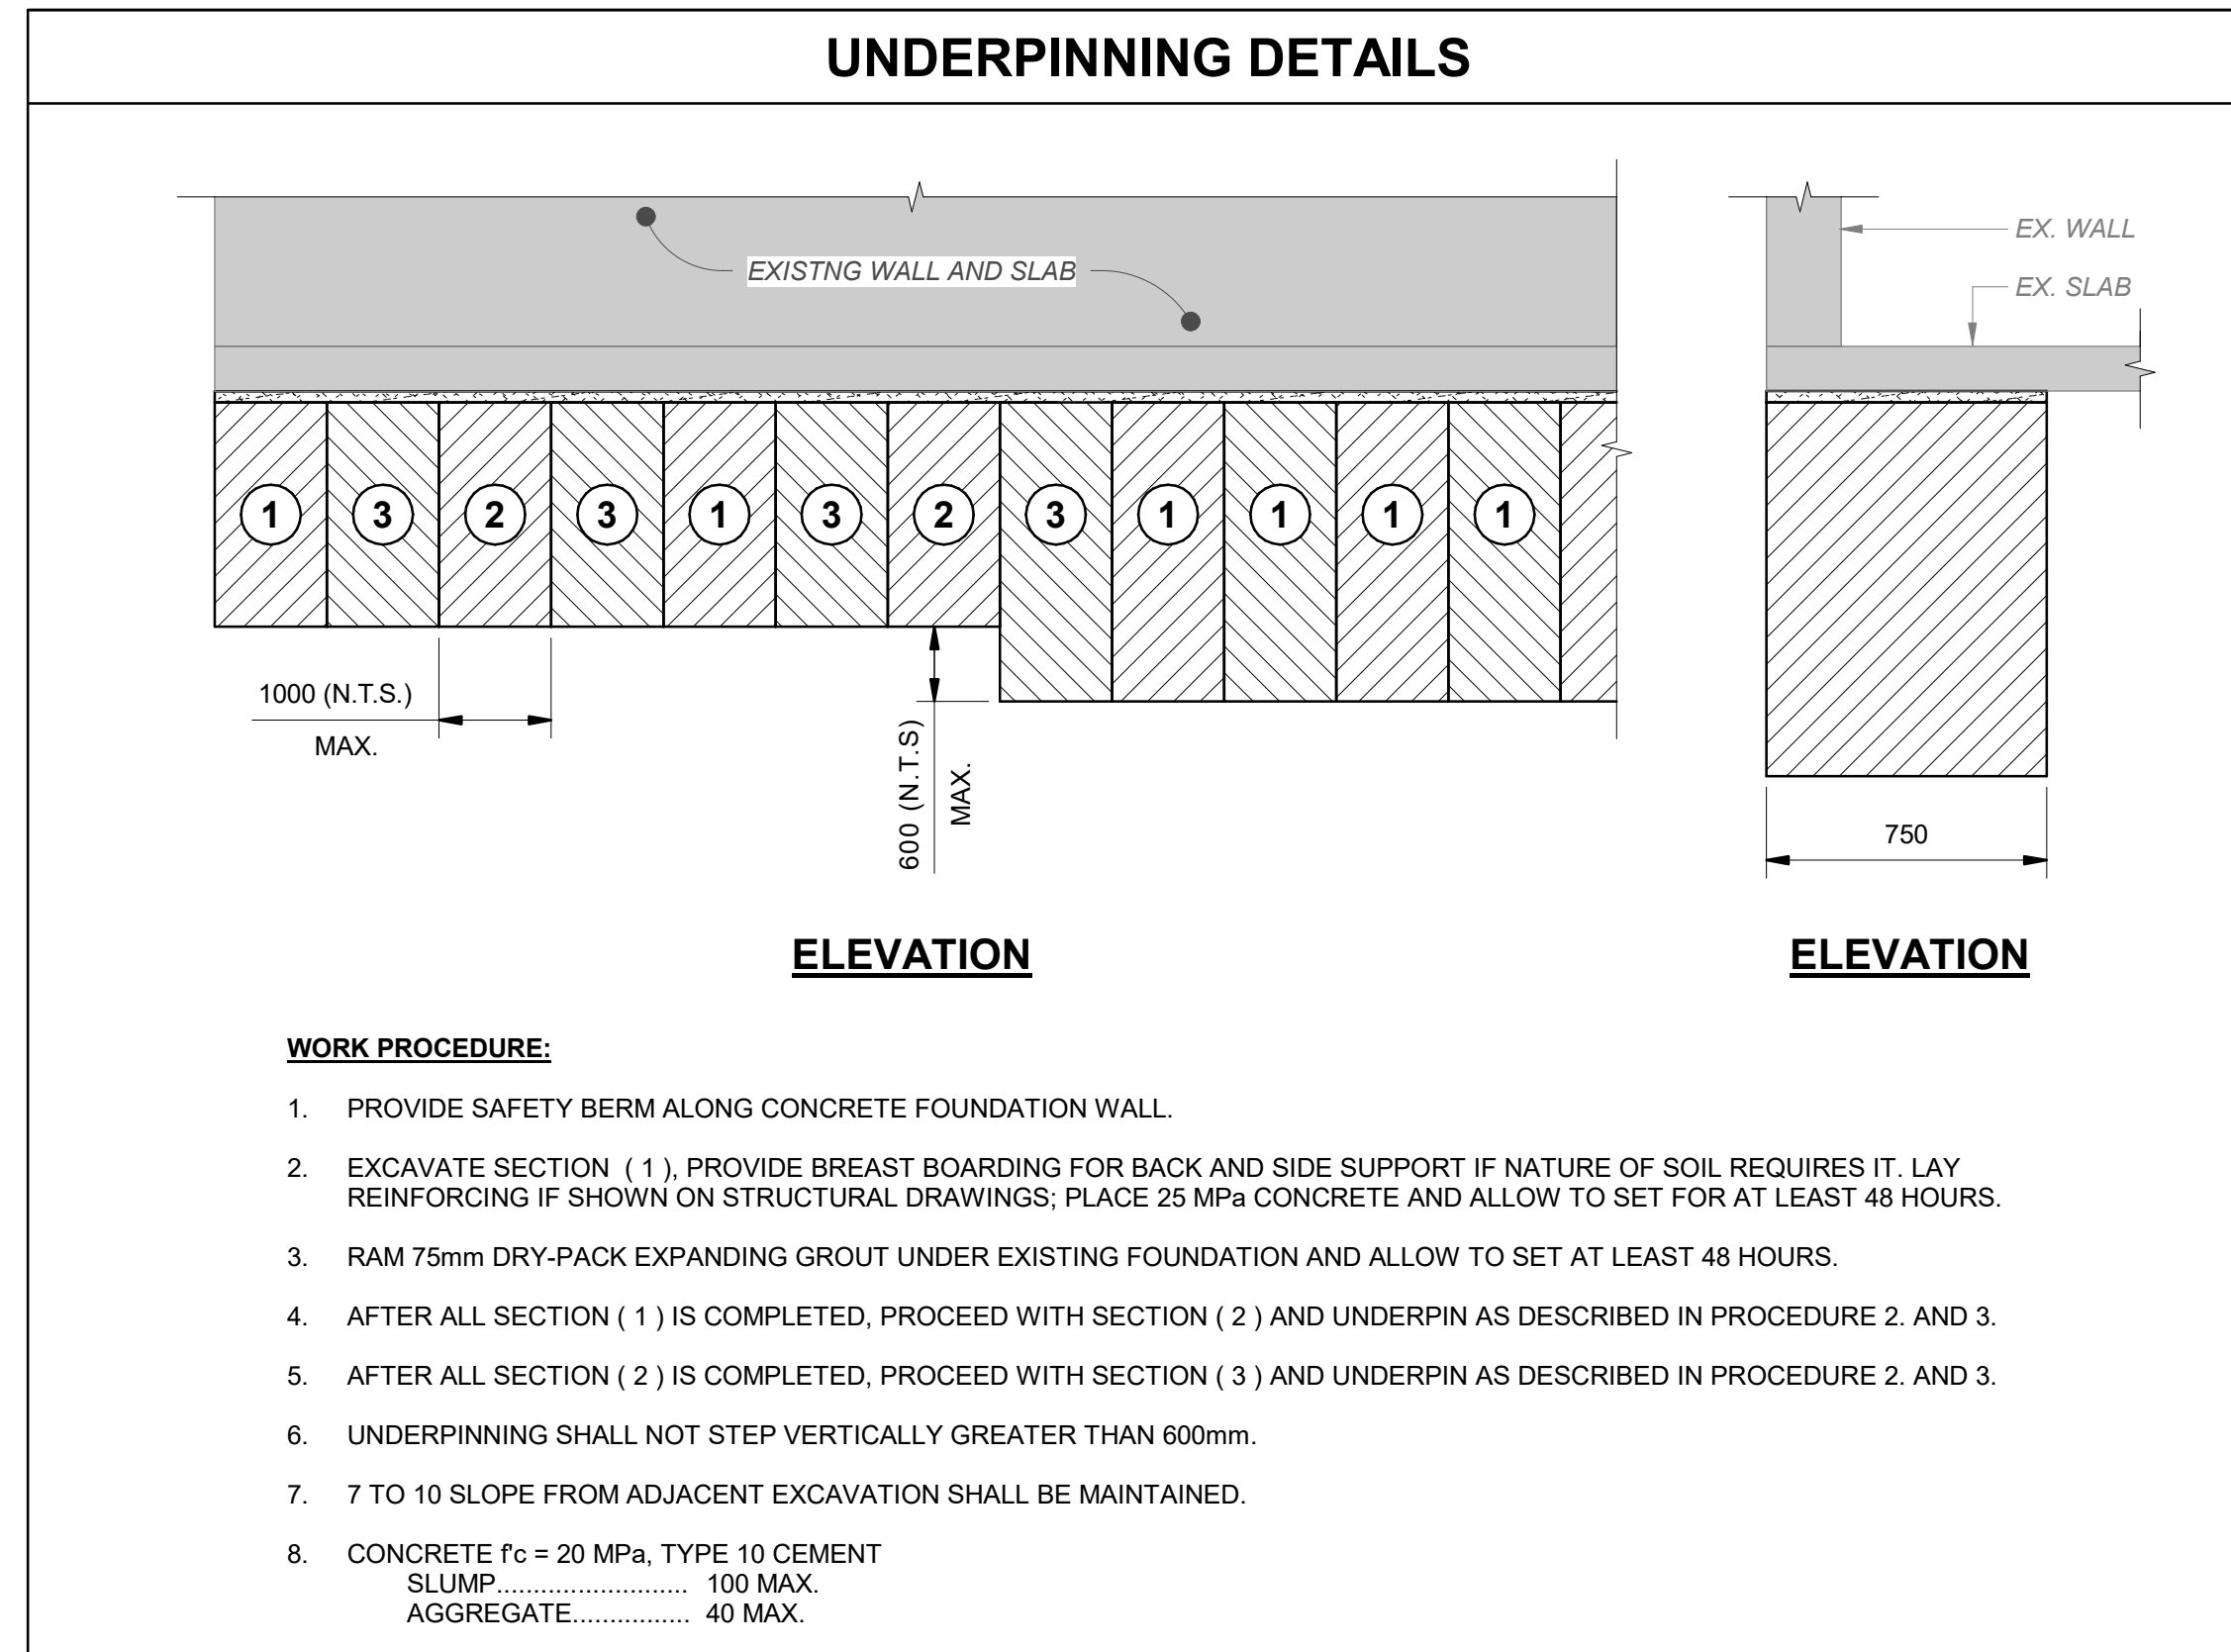 UNDERPINNING DETAILS
EXISTNG WALL AND SLAB
EX. WALL
EX. SLAB
1
3
2
3
1
3
2
3
1
1
1
1
1000 (N.T.S.)
MAX.
600 (N.T.S)
MAX.
750
ELEVATION
ELEVATION
WORK PROCEDURE:
1. PROVIDE SAFETY BERM ALONG CONCRETE FOUNDATION WALL.
2. EXCAVATE SECTION ( 1 ), PROVIDE BREAST BOARDING FOR BACK AND SIDE SUPPORT IF NATURE OF SOIL REQUIRES IT. LAY
REINFORCING IF SHOWN ON STRUCTURAL DRAWINGS; PLACE 25 MPa CONCRETE AND ALLOW TO SET FOR AT LEAST 48 HOURS.
3. RAM 75mm DRY-PACK EXPANDING GROUT UNDER EXISTING FOUNDATION AND ALLOW TO SET AT LEAST 48 HOURS.
4. AFTER ALL SECTION ( 1 ) IS COMPLETED, PROCEED WITH SECTION ( 2 ) AND UNDERPIN AS DESCRIBED IN PROCEDURE 2. AND 3.
5. AFTER ALL SECTION ( 2 ) IS COMPLETED, PROCEED WITH SECTION ( 3 ) AND UNDERPIN AS DESCRIBED IN PROCEDURE 2. AND 3.
6. UNDERPINNING SHALL NOT STEP VERTICALLY GREATER THAN 600mm.
7. 7 TO 10 SLOPE FROM ADJACENT EXCAVATION SHALL BE MAINTAINED.
8. CONCRETE f'c = 20 MPa, TYPE 10 CEMENT
SLUMP.......................... 100 MAX.
AGGREGATE................ 40 MAX.